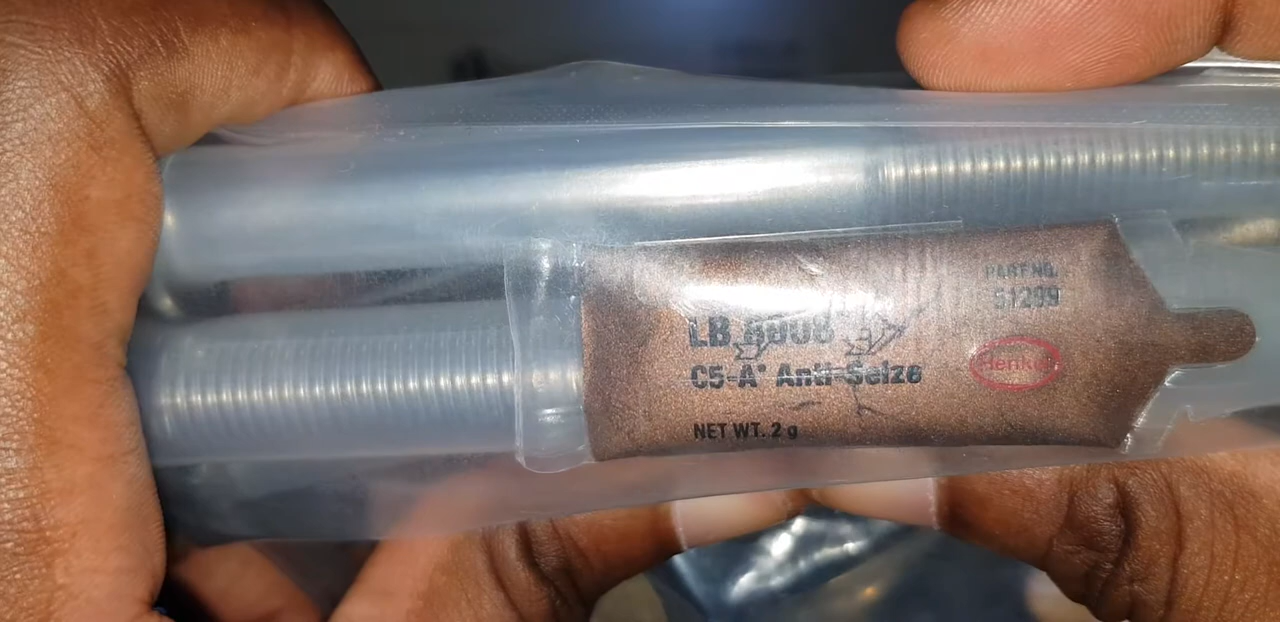 PART NO.
51299
LB 8008
C5-A® Anti-Seize
Henkel
NET WT. 2 g